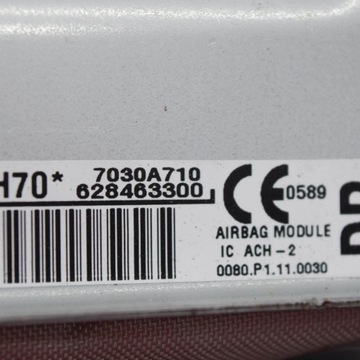 H70* 7030A710
628463300
CE 0589
AIRBAG MODULE
IC ACH-2
0080.P1.11.0030